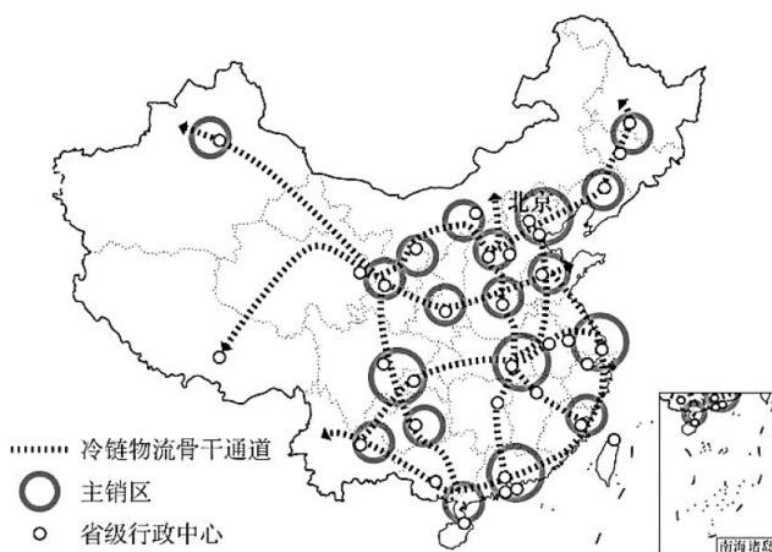 北京
冷链物流骨干通道
主销区
省级行政中心
南海诸岛